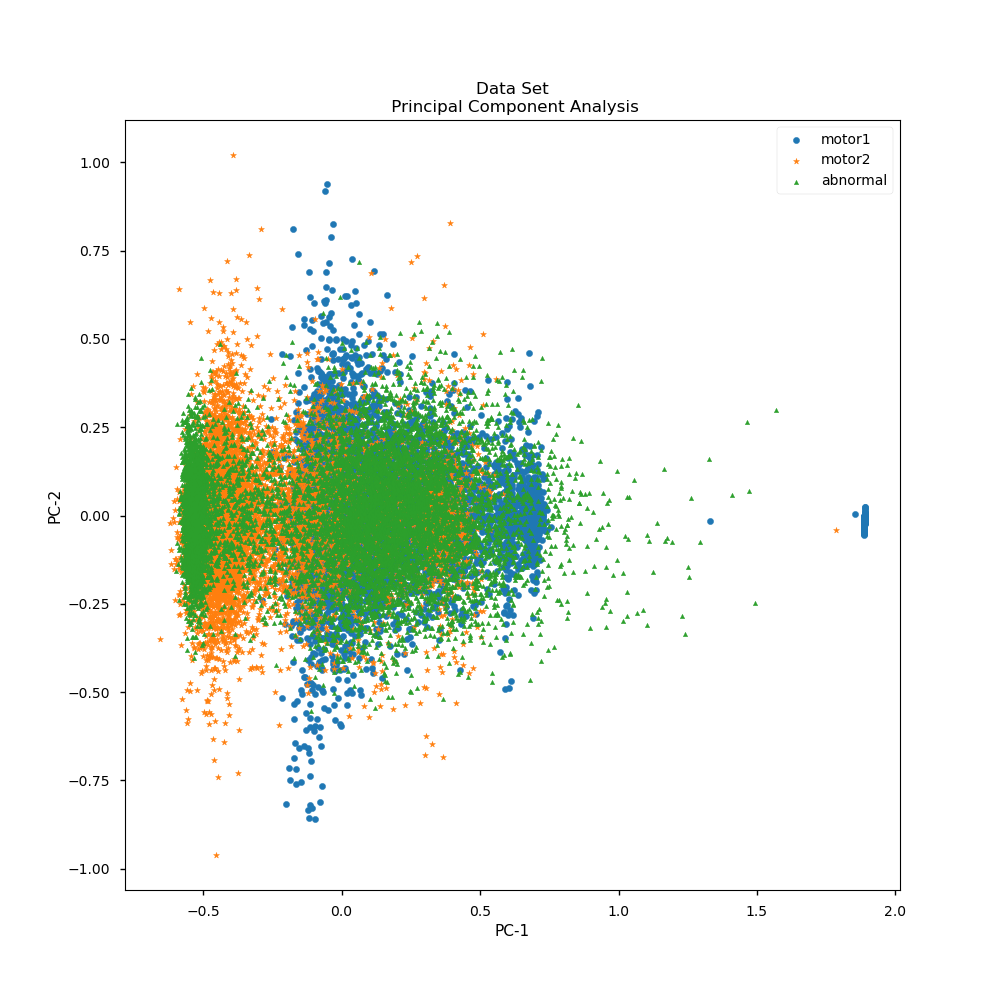 Data Set
Principal Component Analysis
motor1
motor2
abnormal
1.00
0.75
0.50
0.25
0.00
−0.25
−0.50
−0.75
−1.00
PC-2
−0.5
0.0
0.5
1.0
1.5
2.0
PC-1